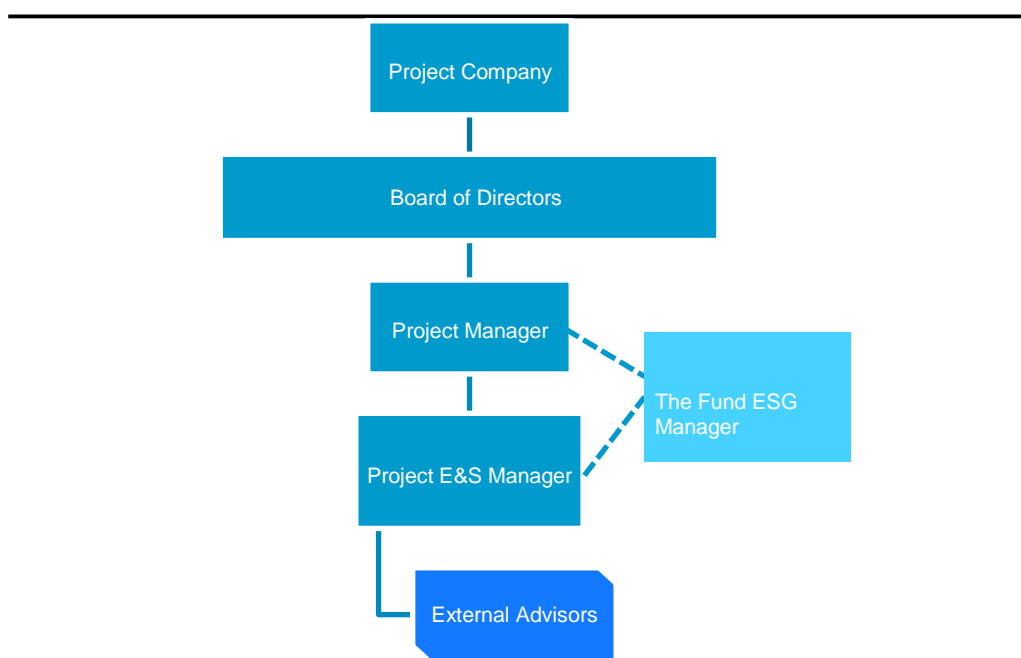 Project Company
Board of Directors
Project Manager
The Fund ESG
Manager
Project E&S Manager
External Advisors